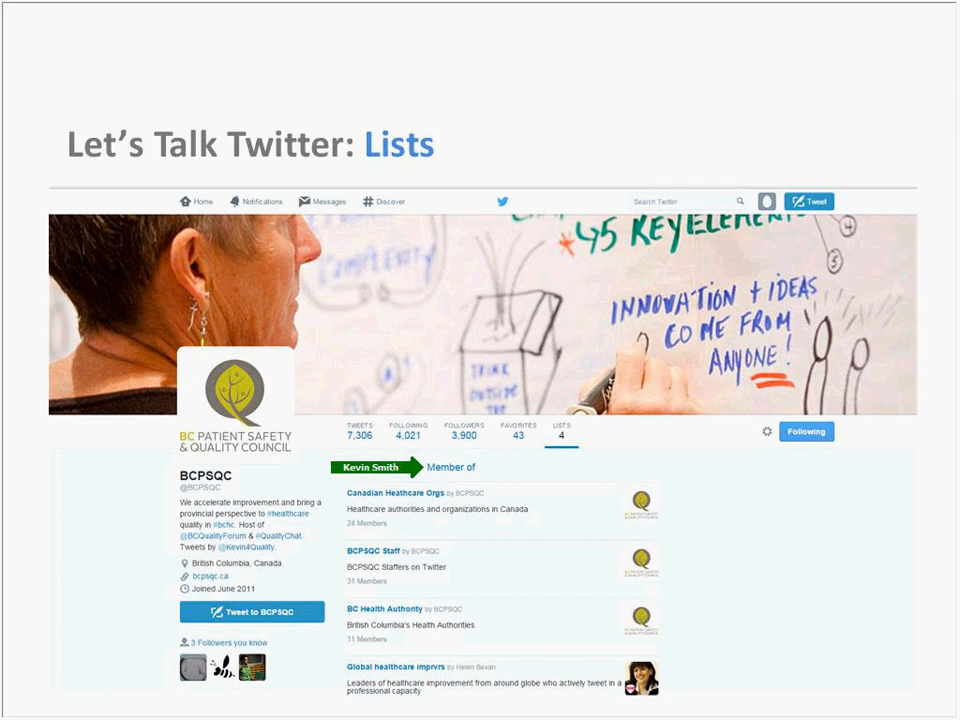 Let's Talk Twitter: Lists
Home Notifications Messages Discover Search Twitter Tweet
45 KEY ELEMENTS
COMPLEXITY
4
5
INNOVATION + IDEAS
COME FROM
ANYONE!
THINK
OUTSIDE
THE
BC PATIENT SAFETY
& QUALITY COUNCIL
TWEETS FOLLOWING FOLLOWERS FAVORITES LISTS
7,306 4,021 3,900 43 4
Following
Kevin Smith Member of
BCPSQC
@BCPSQC
We accelerate improvement and bring a
provincial perspective to #healthcare
quality in #bchc. Host of
@BCQualityForum & #QualityChat.
Tweets by @Kevin4Quality.
British Columbia, Canada
bcpsqc.ca
Joined June 2011
Tweet to BCPSQC
3 Followers you know
Canadian Heathcare Orgs by BCPSQC
Healthcare authorities and organizations in Canada
24 Members
BCPSQC Staff by BCPSQC
BCPSQC Staffers on Twitter
31 Members
BC Health Authority by BCPSQC
British Columbia's Health Authorities
11 Members
Global healthcare imprvrs by Helen Bevan
Leaders of healthcare improvement from around globe who actively tweet in a
professional capacity